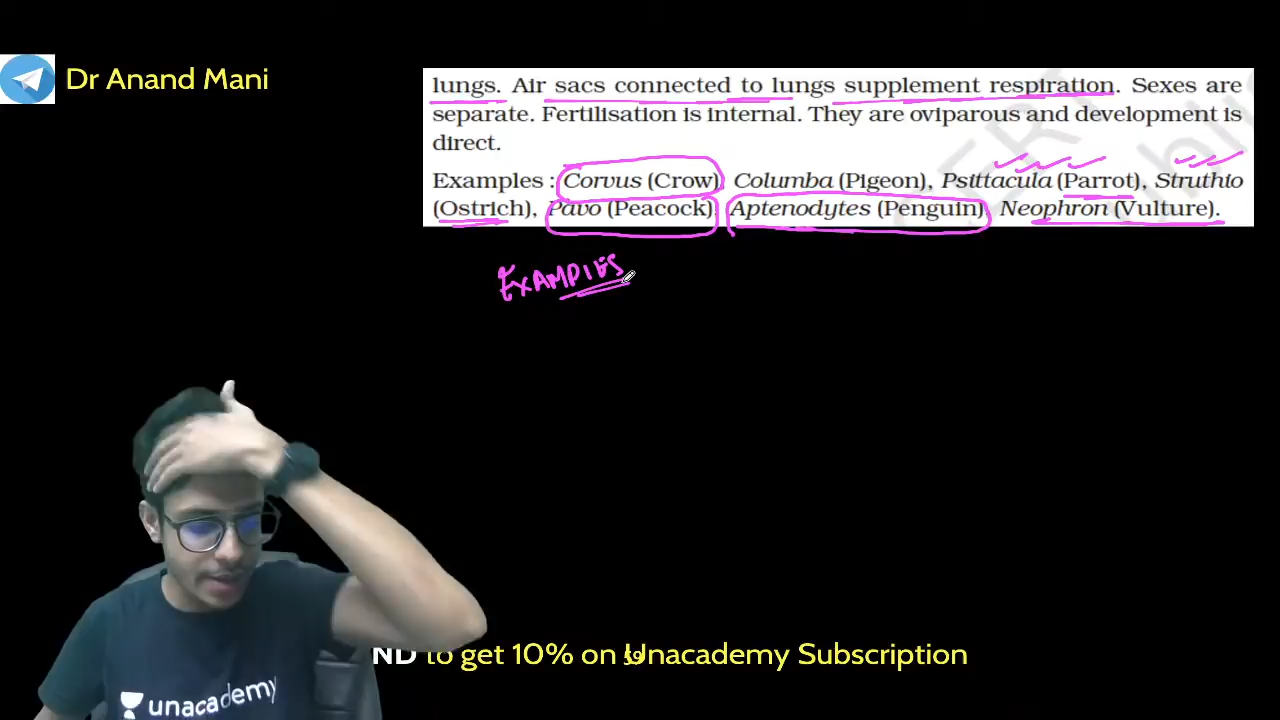 Dr Anand Mani
lungs. Air sacs connected to lungs supplement respiration. Sexes are
separate. Fertilisation is internal. They are oviparous and development is
direct.
Examples : Corvus (Crow), Columba (Pigeon), Psittacula (Parrot), Struthio
(Ostrich), Pavo (Peacock), Aptenodytes (Penguin), Neophron (Vulture).
EXAMPlES
ND to get 10% on Unacademy Subscription
59
unacademy